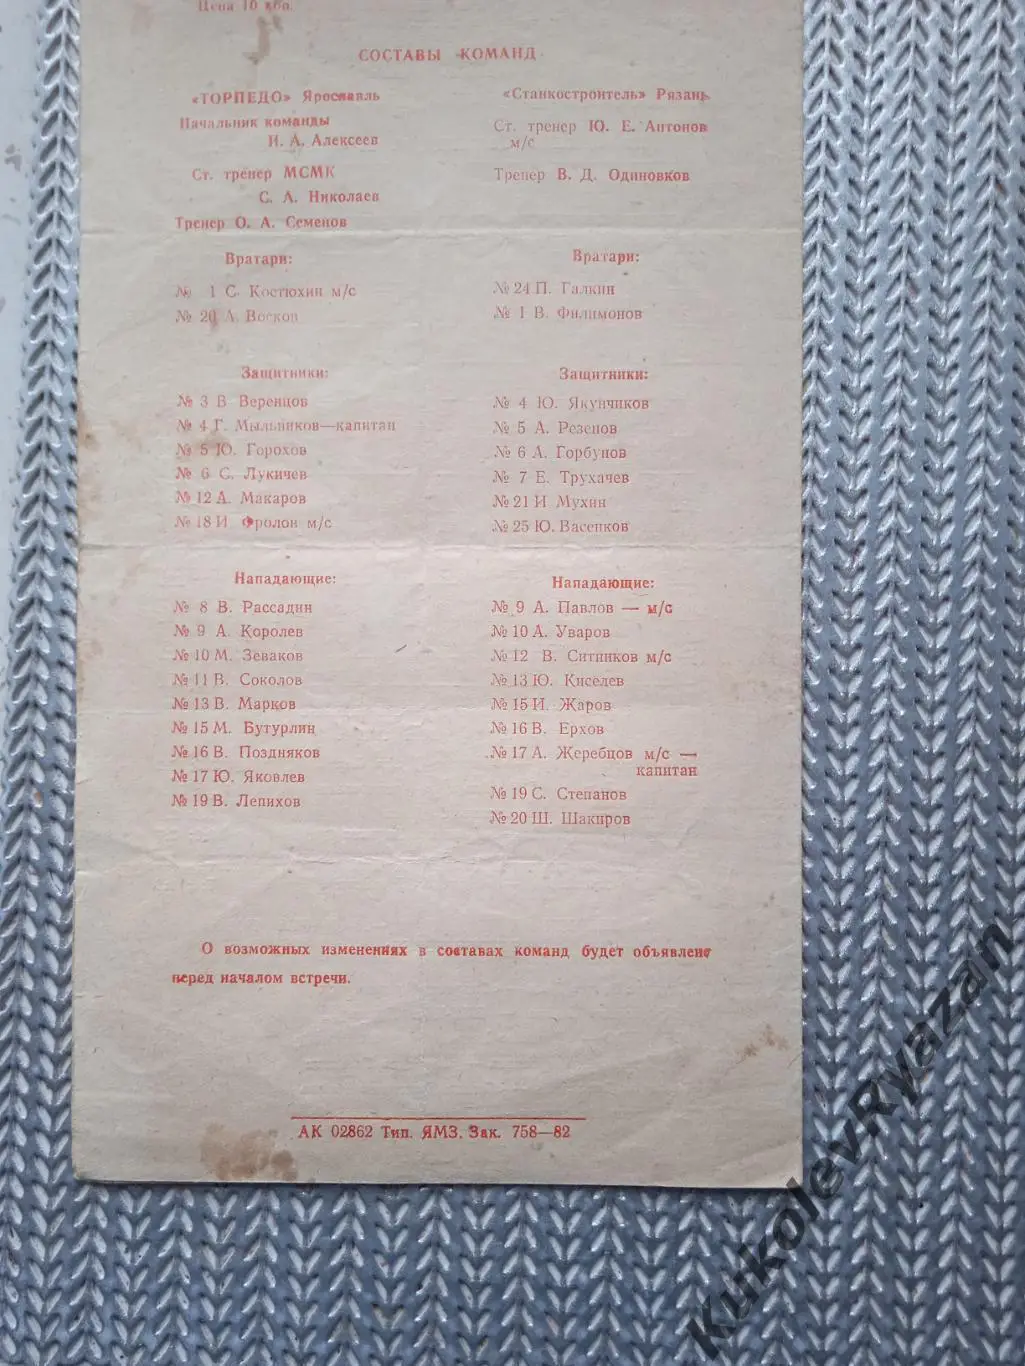 Цена 10 коп.
СОСТАВЫ КОМАНД
«ТОРПЕДО» Ярославль
Начальник команды
И. А. Алексеев
Ст. тренер МСМК
С. А. Николаев
Тренер О. А. Семенов
Вратари:
№ 1 С. Костюхин м/с
№ 20 А. Восков
Защитники:
№ 3 В Веренцов
№ 4 Г. Мыльников—капитан
№ 5 Ю. Горохов
№ 6 С. Лукичев
№ 12 А. Макаров
№ 18 И Фролон м/с
Нападающие:
№ 8 В. Рассадин
№ 9 А. Королев
№ 10 М. Зеваков
№ 11 В. Соколов
№ 13 В. Марков
№ 15 М. Бутурлин
№ 16 В. Поздняков
№ 17 Ю. Яковлев
№ 19 В. Лепихов
«Станкостроитель» Рязань
Ст. тренер Ю. Е. Антонов
м/с
Тренер В. Д. Одиновков
Вратари:
№ 24 П. Галкин
№ 1 В. Филимонов
Защитники:
№ 4 Ю. Якунчиков
№ 5 А. Резепов
№ 6 А. Горбунов
№ 7 Е. Трухачев
№ 21 И Мухин
№ 25 Ю. Васенков
Нападающие:
№ 9 А. Павлов — м/с
№ 10 А. Уваров
№ 12 В. Ситников м/с
№ 13 Ю. Киселев
№ 15 И. Жаров
№ 16 В. Ерхов
№ 17 А. Жеребцов м/с —
капитан
№ 19 С. Степанов
№ 20 Ш. Шакиров
О возможных изменениях в составах команд будет объявлено
перед началом встречи.
АК 02862 Тип. ЯМЗ. Зак. 758—82
KukolevRyazan